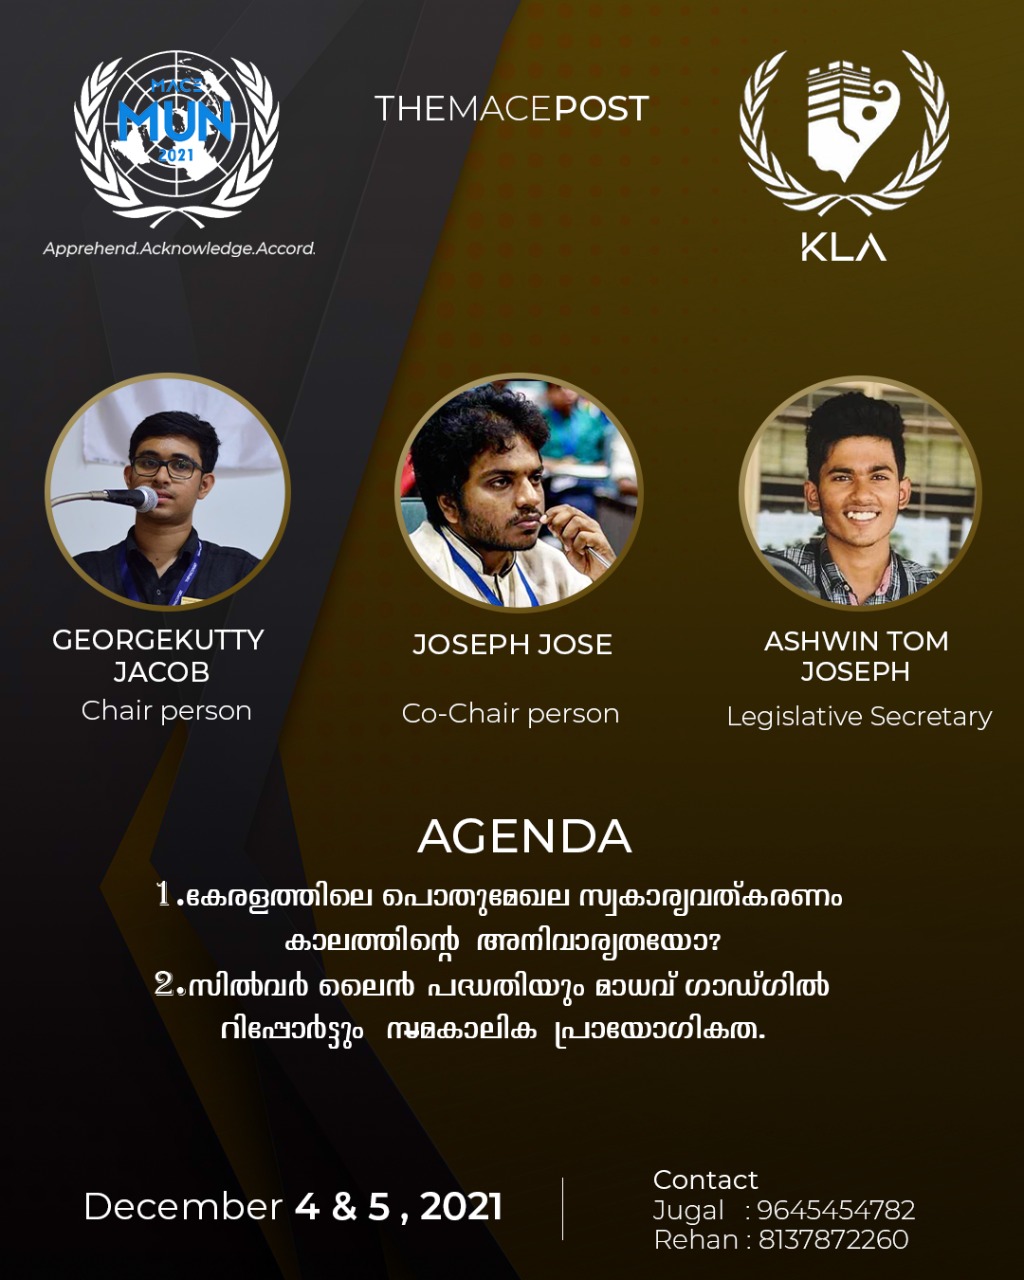 MACE
MUN
2021
Apprehend.Acknowledge.Accord.
THEMACEPOST
KLA
GEORGEKUTTY
JACOB
Chair person
JOSEPH JOSE
Co-Chair person
ASHWIN TOM
JOSEPH
Legislative Secretary
AGENDA
1.കേരളത്തിലെ പൊതുമേഖല സ്വകാര്യവത്കരണം
കാലത്തിന്റെ അനിവാര്യതയോ?
2.സിൽവർ ലൈൻ പദ്ധതിയും മാധവ് ഗാഡ്ഗിൽ
റിപ്പോർട്ടും സമകാലിക പ്രായോഗികത.
December 4 & 5 , 2021
Contact
Jugal : 9645454782
Rehan : 8137872260